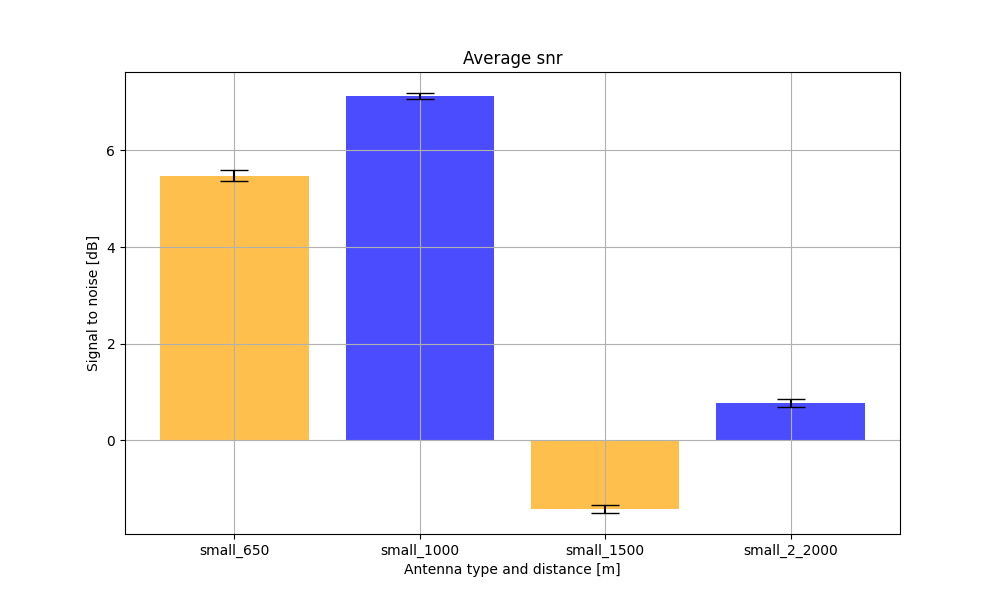 Average snr
Signal to noise [dB]
6
4
2
0
small_650
small_1000
small_1500
small_2_2000
Antenna type and distance [m]